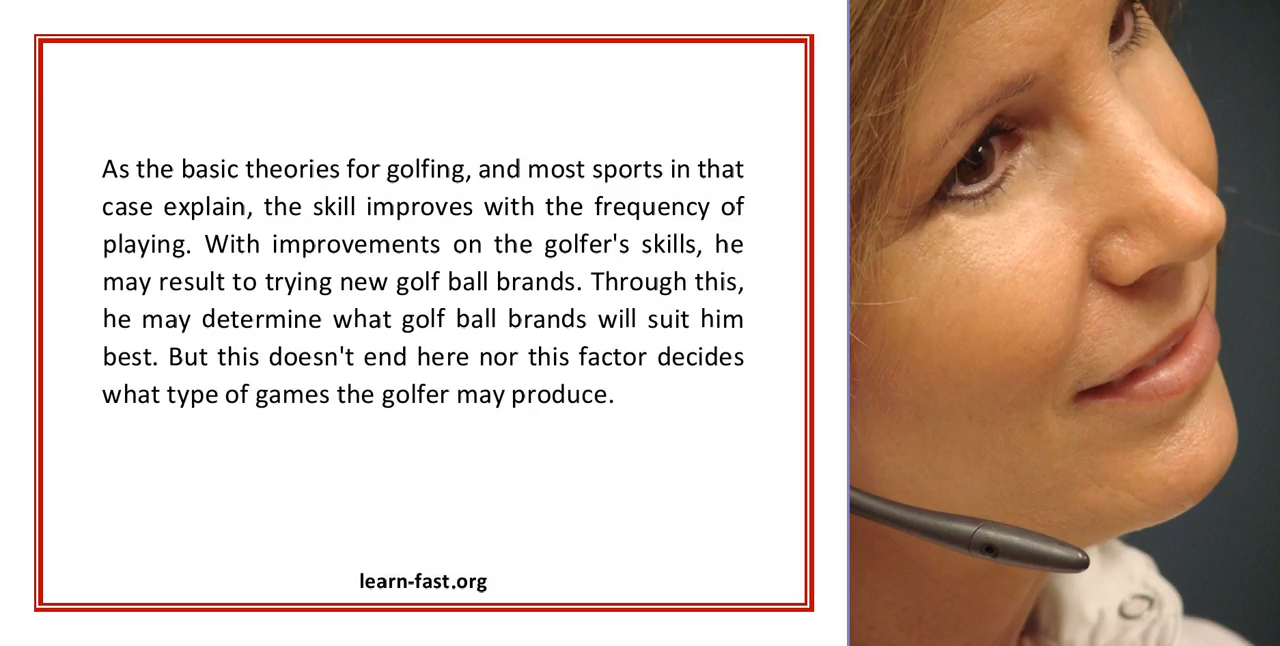 As the basic theories for golfing, and most sports in that
case explain, the skill improves with the frequency of
playing. With improvements on the golfer's skills, he
may result to trying new golf ball brands. Through this,
he may determine what golf ball brands will suit him
best. But this doesn't end here nor this factor decides
what type of games the golfer may produce.
learn-fast.org